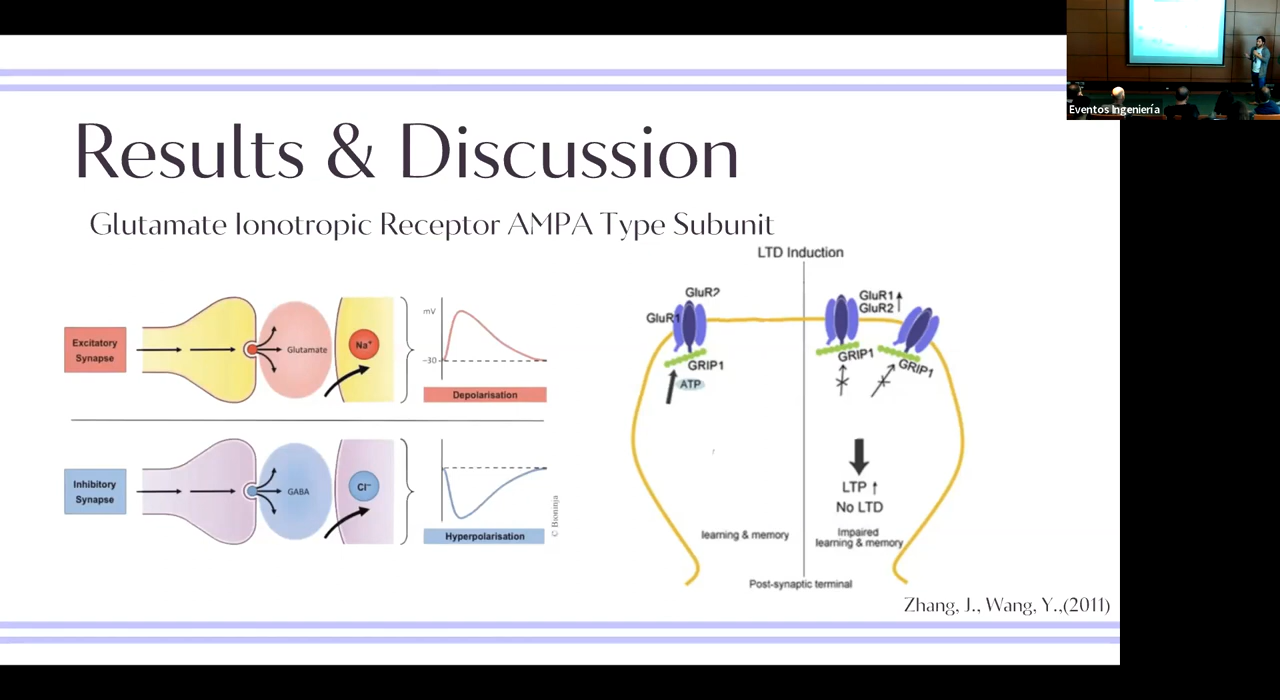 Eventos Ingeniería
Results & Discussion
Glutamate Ionotropic Receptor AMPA Type Subunit
Excitatory
Synapse
Glutamate
Na⁺
mV
-30
Depolarisation
Inhibitory
Synapse
GABA
Cl⁻
Hyperpolarisation
© Bioninja
LTD Induction
GluR2
GluR1
GRIP1
ATP
GluR1↑
GluR2
GRIP1
GRIP1
LTP ↑
No LTD
learning & memory
Impaired
learning & memory
Post-synaptic terminal
Zhang, J., Wang, Y.,(2011)